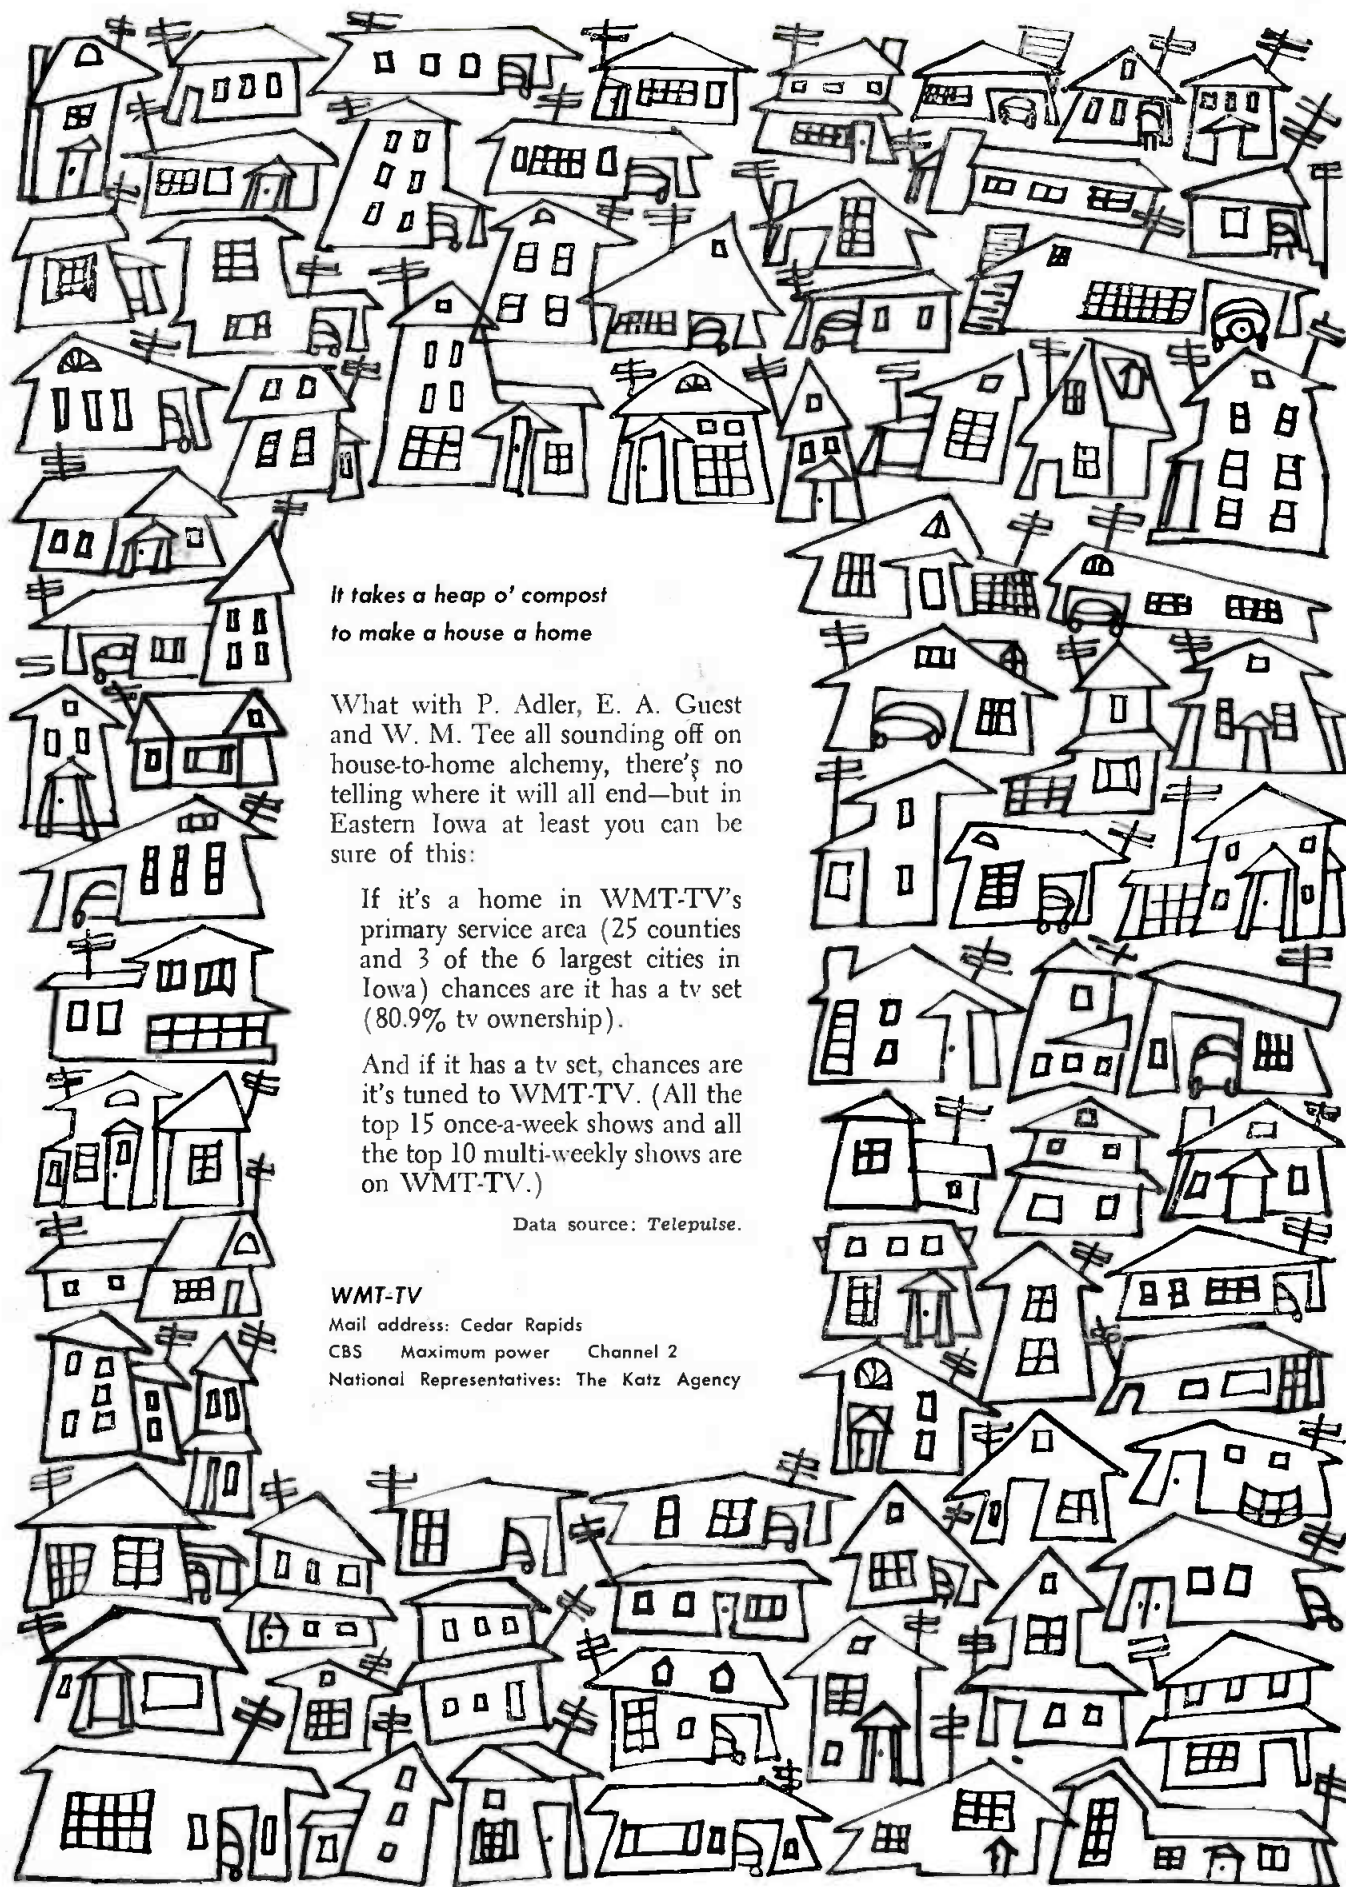 It takes a heap o' compost
to make a house a home
What with P. Adler, E. A. Guest
and W. M. Tee all sounding off on
house-to-home alchemy, there's no
telling where it will all end—but in
Eastern Iowa at least you can be
sure of this:
If it's a home in WMT-TV's
primary service area (25 counties
and 3 of the 6 largest cities in
Iowa) chances are it has a tv set
(80.9% tv ownership).
And if it has a tv set, chances are
it's tuned to WMT-TV. (All the
top 15 once-a-week shows and all
the top 10 multi-weekly shows are
on WMT-TV.)
Data source: Telepulse.
WMT-TV
Mail address: Cedar Rapids
CBS Maximum power Channel 2
National Representatives: The Katz Agency